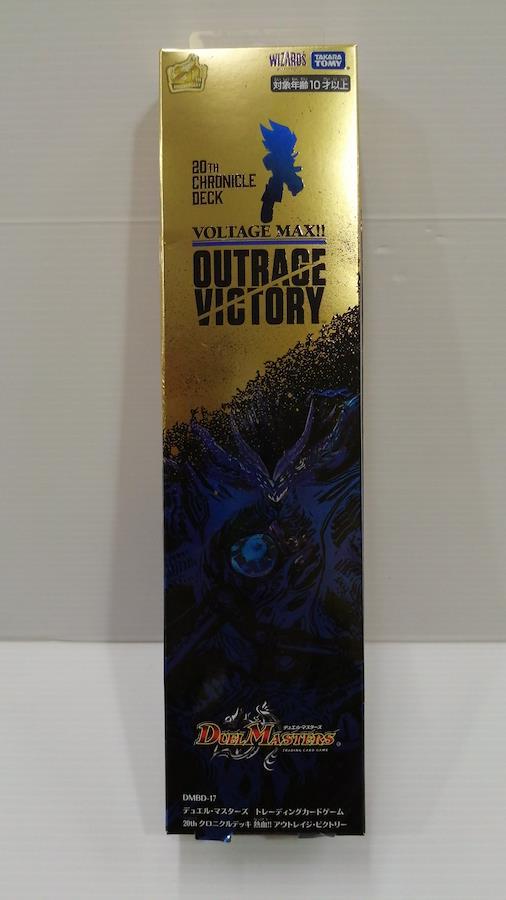 WIZARDS
TAKARA TOMY
対象年齢10才以上
20TH
CHRONICLE
DECK
VOLTAGE MAX!!
OUTRAGE
VICTORY
デュエル・マスターズ
DUEL MASTERS
TRADING CARD GAME
DMBD-17
デュエル・マスターズ トレーディングカードゲーム
20th クロニクルデッキ 熱血!! アウトレイジ・ビクトリー